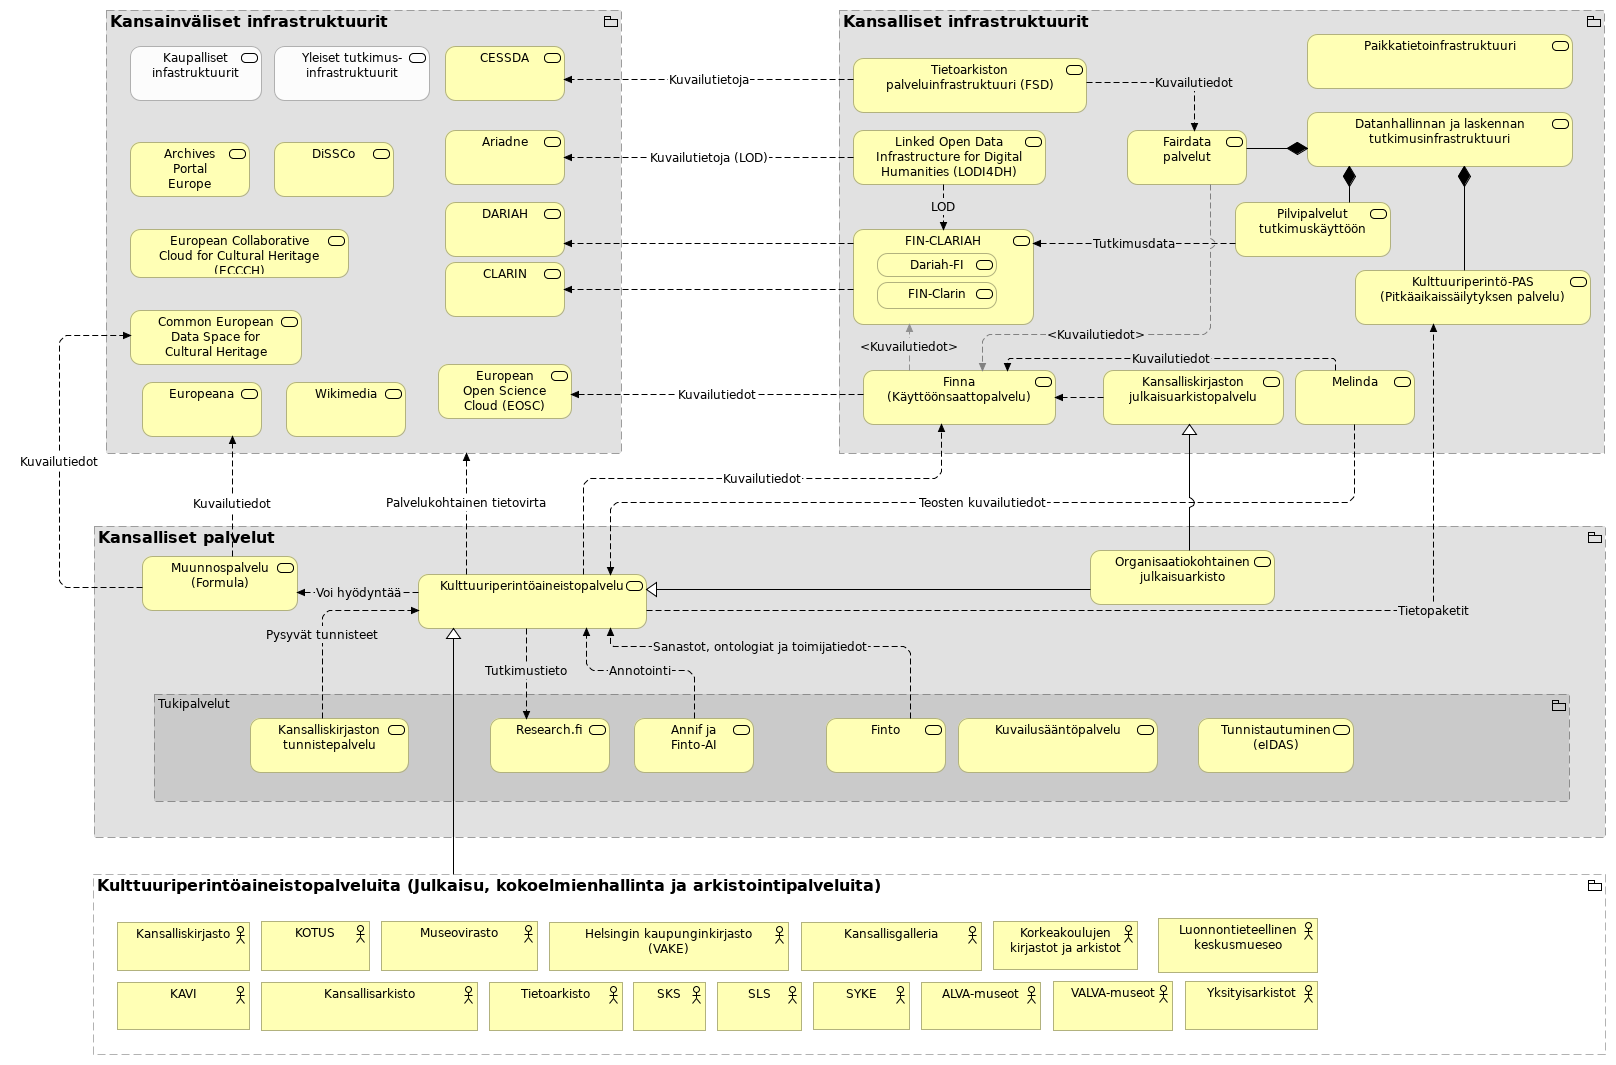 Kansainväliset infrastruktuurit
Kaupalliset
infastruktuurit
Yleiset tutkimus-
infrastruktuurit
CESSDA
Archives
Portal
Europe
DiSSCo
Ariadne
European Collaborative
Cloud for Cultural Heritage
(ECCCH)
DARIAH
CLARIN
Common European
Data Space for
Cultural Heritage
Europeana
Wikimedia
European
Open Science
Cloud (EOSC)
Kuvailutietoja
Kuvailutietoja (LOD)
Kuvailutiedot
Kansalliset infrastruktuurit
Tietoarkiston
palveluinfrastruktuuri (FSD)
Kuvailutiedot
Paikkatietoinfrastruktuuri
Linked Open Data
Infrastructure for Digital
Humanities (LODI4DH)
Fairdata
palvelut
Datanhallinnan ja laskennan
tutkimusinfrastruktuuri
LOD
FIN-CLARIAH
Dariah-FI
FIN-Clarin
Tutkimusdata
Pilvipalvelut
tutkimuskäyttöön
Kulttuuriperintö-PAS
(Pitkäaikaissäilytyksen palvelu)
<Kuvailutiedot>
<Kuvailutiedot>
Kuvailutiedot
Finna
(Käyttöönsaattopalvelu)
Kansalliskirjaston
julkaisuarkistopalvelu
Melinda
Kuvailutiedot
Kuvailutiedot
Palvelukohtainen tietovirta
Kuvailutiedot
Teosten kuvailutiedot
Kansalliset palvelut
Muunnospalvelu
(Formula)
Voi hyödyntää
Kulttuuriperintöaineistopalvelu
Organisaatiokohtainen
julkaisuarkisto
Tietopaketit
Pysyvät tunnisteet
Tutkimustieto
Annotointi
Sanastot, ontologiat ja toimijatiedot
Tukipalvelut
Kansalliskirjaston
tunnistepalvelu
Research.fi
Annif ja
Finto-AI
Finto
Kuvailusääntöpalvelu
Tunnistautuminen
(eIDAS)
Kulttuuriperintöaineistopalveluita (Julkaisu, kokoelmienhallinta ja arkistointipalveluita)
Kansalliskirjasto
KOTUS
Museovirasto
Helsingin kaupunginkirjasto
(VAKE)
Kansallisgalleria
Korkeakoulujen
kirjastot ja arkistot
Luonnontieteellinen
keskusmueseo
KAVI
Kansallisarkisto
Tietoarkisto
SKS
SLS
SYKE
ALVA-museot
VALVA-museot
Yksityisarkistot